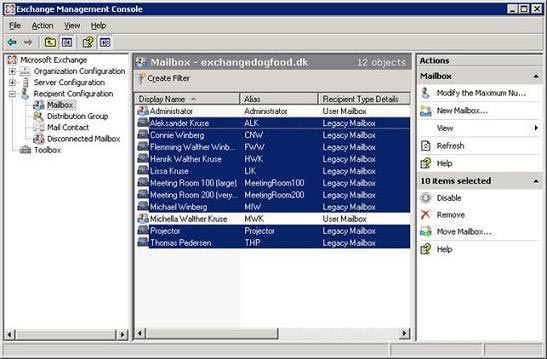 Exchange Management Console
File Action View Help
Microsoft Exchange
Organization Configuration
Server Configuration
Recipient Configuration
Mailbox
Distribution Group
Mail Contact
Disconnected Mailbox
Toolbox
Mailbox - exchangedogfood.dk 12 objects
Create Filter
Display Name Alias Recipient Type Details
Administrator Administrator User Mailbox
Aleksander Kruse ALK Legacy Mailbox
Connie Winberg CNW Legacy Mailbox
Flemming Walther Winb... FWW Legacy Mailbox
Henrik Walther Kruse HWK Legacy Mailbox
Lissa Kruse LIK Legacy Mailbox
Meeting Room 100 (large) MeetingRoom100 Legacy Mailbox
Meeting Room 200 (very... MeetingRoom200 Legacy Mailbox
Michael Winberg MIW Legacy Mailbox
Michella Walther Kruse MWK User Mailbox
Projector Projector Legacy Mailbox
Thomas Pedersen THP Legacy Mailbox
Actions
Mailbox
Modify the Maximum Nu...
New Mailbox...
View
Refresh
Help
10 items selected
Disable
Remove
Move Mailbox...
Help